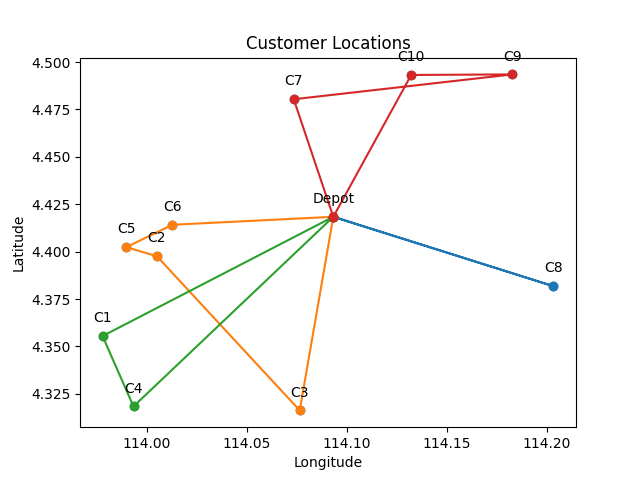 Customer Locations
C10
C9
C7
Depot
C6
C5
C2
C8
C1
C4
C3
4.500
4.475
4.450
4.425
4.400
4.375
4.350
4.325
Latitude
114.00
114.05
114.10
114.15
114.20
Longitude